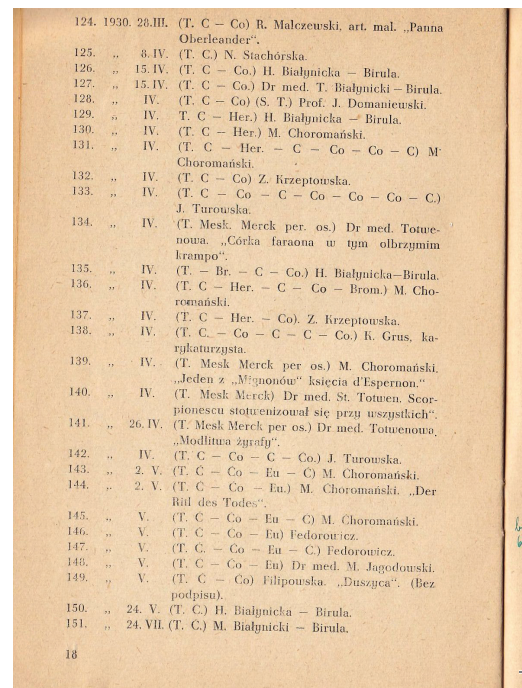 124. 1930. 28.III. (T. C — Co) R. Malczewski, art. mal. „Panna
Oberleander".
125. „ 8. IV. (T. C.) N. Stachórska.
126. „ 15. IV. (T. C — Co.) H. Białynicka — Birula.
127. „ 15. IV. (T. C — Co.) Dr med. T. Białynicki — Birula.
128. „ IV. (T. C — Co) (S. T.) Prof. J. Domaniewski.
129. „ IV. T. C — Her.) H. Białynicka — Birula.
130. „ IV. (T. C — Her.) M. Choromański.
131. „ IV. (T. C — Her. — C — Co — Co — C) M
Choromański.
132. „ IV. (T. C — Co) Z. Krzeptowska.
133. „ IV. (T. C — Co — C — Co — Co — Co — C.)
J. Turowska.
134. „ IV. (T. Mesk. Merck per. os.) Dr med. Totwe-
nowa. „Córka faraona w tym olbrzymim
krampo".
135. „ IV. (T. — Br. — C — Co.) H. Białynicka—Birula.
136. „ IV. (T. C — Her. — C — Co — Brom.) M. Cho-
romański.
137. „ IV. (T. C — Her. — Co). Z. Krzeptowska.
138. „ IV. (T. C. — Co — C — C — Co.) K. Grus, ka-
rykaturzysta.
139. „ IV. (T. Mesk Merck per os.) M. Choromański.
„Jeden z „Mignonów" księcia d'Espernon."
140. „ IV. (T. Mesk Merck) Dr med. St. Totwen. Scor-
pionescu stotwenizował się przy wszystkich".
141. „ 26. IV. (T. Mesk Merck per os.) Dr med. Totwenowa.
„Modlitwa żyrafy".
142. „ IV. (T. C — Co — C — Co.) J. Turowska.
143. „ 2. V. (T. C — Co — Eu — C) M. Choromański.
144. „ 2. V. (T. C — Co — Eu.) M. Choromański. „Der
Ritt des Todes".
145. „ V. (T. C — Co — Eu — C) M. Choromański.
146. „ V. (T. C — Co — Eu) Fedorowicz.
147. „ V. (T. C. — Co — Eu — C.) Fedorowicz.
148. „ V. (T. C — Co — Eu) Dr med. M. Jagodowski.
149. „ V. (T. C — Co) Filipowska. „Duszyca". (Bez
podpisu).
150. „ 24. V. (T. C.) H. Białynicka — Birula.
151. „ 24. VII. (T. C.) M. Białynicki — Birula.
18